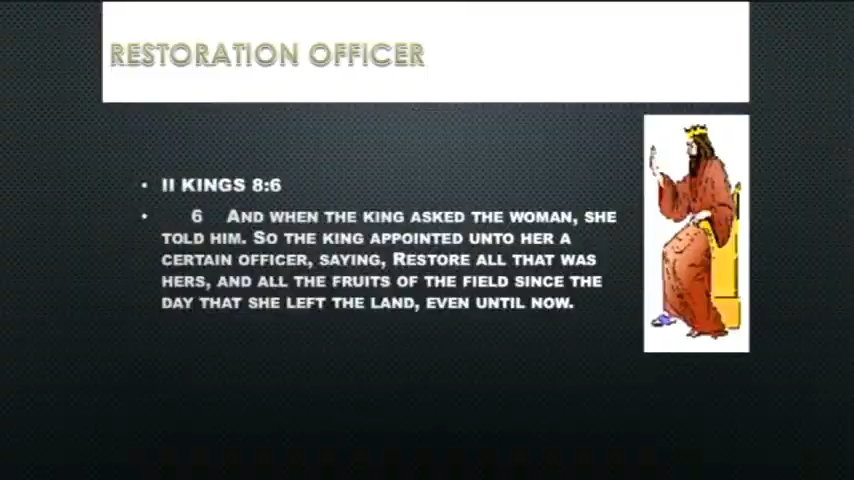 RESTORATION OFFICER
• II KINGS 8:6
• 6 AND WHEN THE KING ASKED THE WOMAN, SHE
TOLD HIM. SO THE KING APPOINTED UNTO HER A
CERTAIN OFFICER, SAYING, RESTORE ALL THAT WAS
HERS, AND ALL THE FRUITS OF THE FIELD SINCE THE
DAY THAT SHE LEFT THE LAND, EVEN UNTIL NOW.